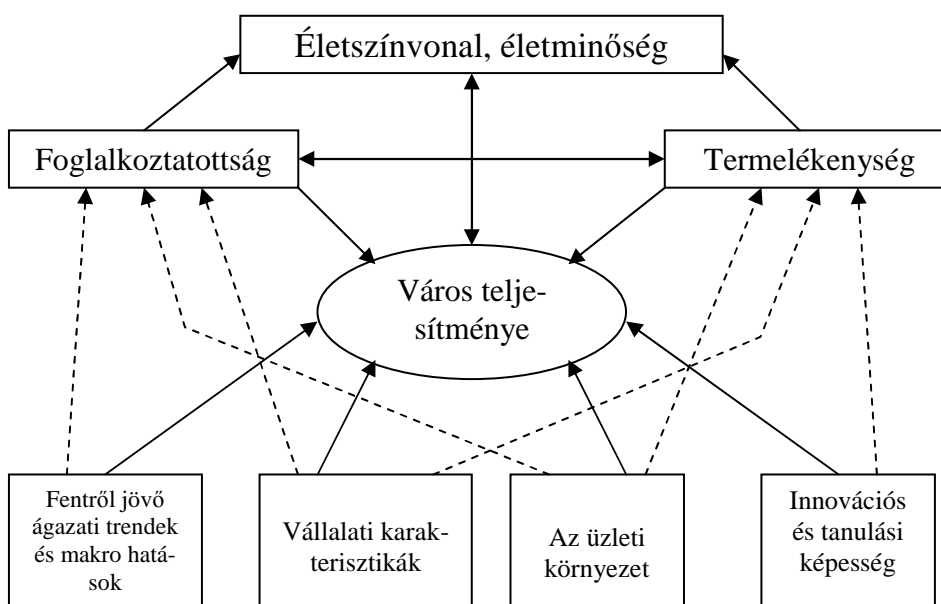 Életszínvonal, életminőség
Foglalkoztatottság
Termelékenység
Város telje-
sítménye
Fentről jövő
ágazati trendek
és makro hatá-
sok
Vállalati karak-
terisztikák
Az üzleti
környezet
Innovációs
és tanulási
képesség